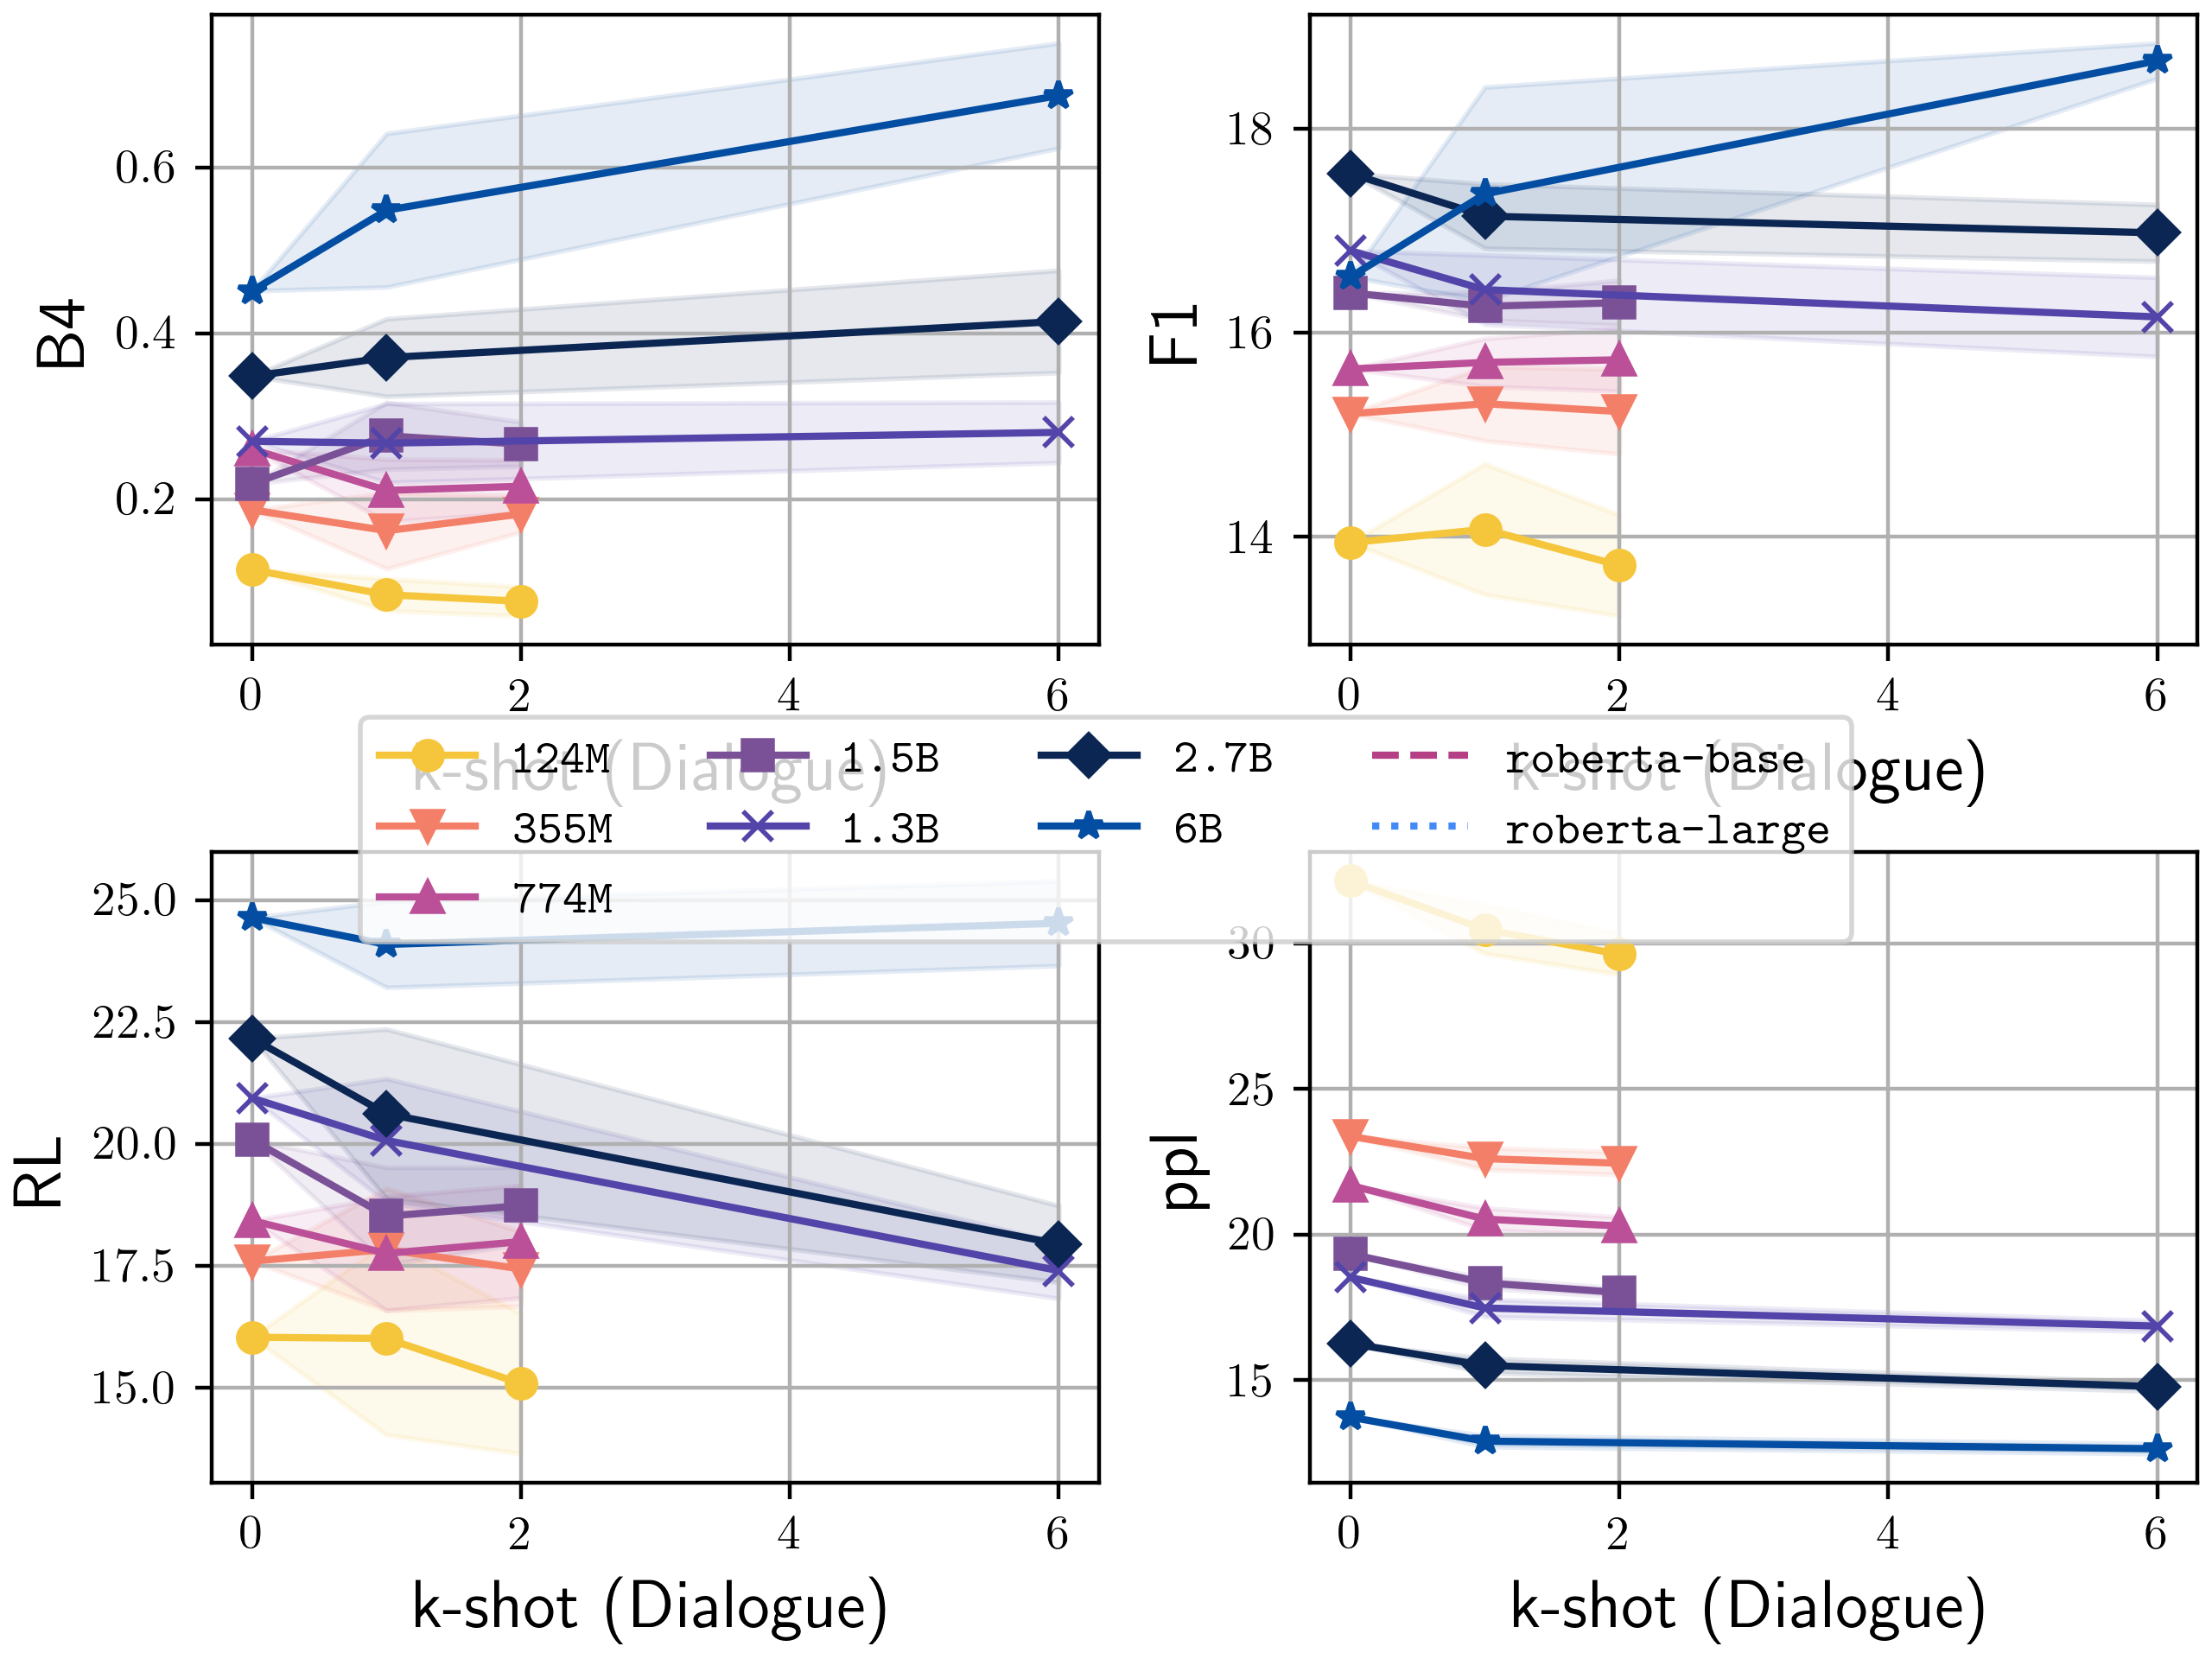 B4
0.6
0.4
0.2
0 2 4 6
k-shot (Dialogue)
F1
18
16
14
0 2 4 6
k-shot (Dialogue)
124M 1.5B 2.7B roberta-base
355M 1.3B 6B roberta-large
774M
RL
25.0
22.5
20.0
17.5
15.0
0 2 4 6
k-shot (Dialogue)
ppl
30
25
20
15
0 2 4 6
k-shot (Dialogue)